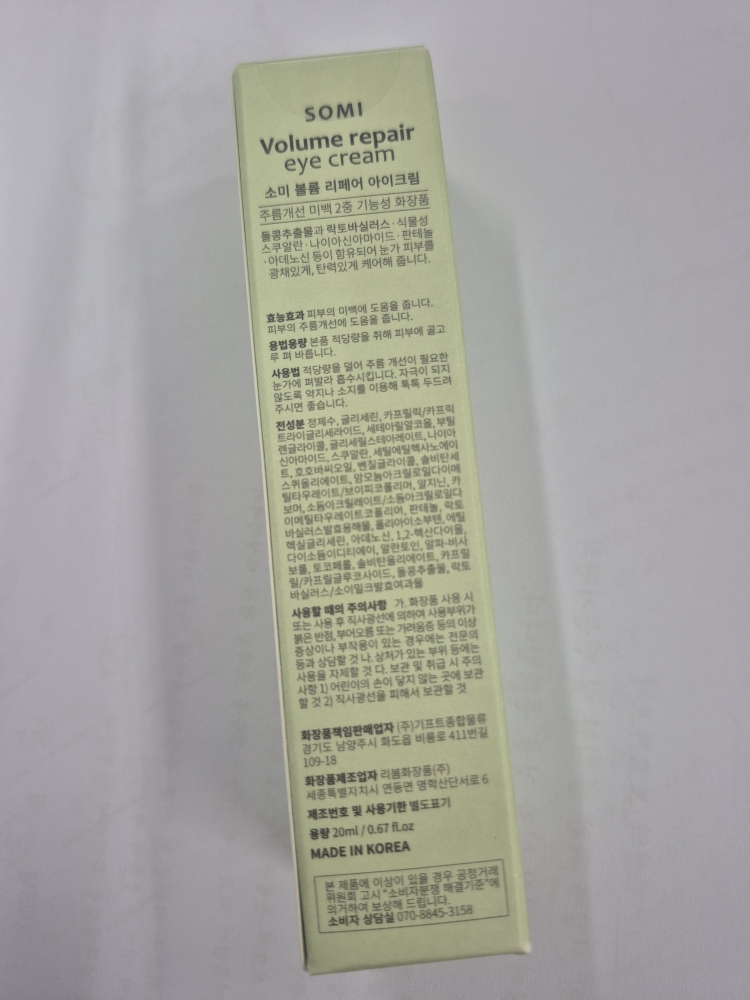 SOMI
Volume repair
eye cream
소미 볼륨 리페어 아이크림
주름개선 미백 2중 기능성 화장품
돌콩추출물과 락토바실러스·식물성
스쿠알란·나이아신아마이드·판테놀
·아데노신 등이 함유되어 눈가 피부를
광채있게, 탄력있게 케어해 줍니다.
효능효과 피부의 미백에 도움을 줍니다.
피부의 주름개선에 도움을 줍니다.
용법용량 본품 적당량을 취해 피부에 골고
루 펴 바릅니다.
사용법 적당량을 덜어 주름 개선이 필요한
눈가에 펴발라 흡수시킵니다. 자극이 되지
않도록 약지나 소지를 이용해 톡톡 두드려
주시면 좋습니다.
전성분 정제수, 글리세린, 카프릴릭/카프릭
트라이글리세라이드, 세테아릴알코올, 부틸
렌글라이콜, 글리세릴스테아레이트, 나이아
신아마이드, 스쿠알란, 세틸에틸헥사노에이
트, 호호바씨오일, 펜틸렌글라이콜, 솔비탄세
스퀴올리에이트, 암모늄아크릴로일다이메
틸타우레이트/브이피코폴리머, 알지닌, 카
보머, 소듐아크릴레이트/소듐아크릴로일다
이메틸타우레이트코폴리머, 판테놀, 락토
바실러스발효용해물, 폴리아이소부텐, 에틸
헥실글리세린, 아데노신, 1,2-헥산다이올,
다이소듐이디티에이, 알란토인, 알파-비사
보롤, 토코페롤, 솔비탄올리에이트, 카프릴
릴/카프릴글루코사이드, 돌콩추출물, 락토
바실러스/소이밀크발효여과물
사용할 때의 주의사항 가. 화장품 사용 시
또는 사용 후 직사광선에 의하여 사용부위가
붉은 반점, 부어오름 또는 가려움증 등의 이상
증상이나 부작용이 있는 경우에는 전문의
등과 상담할 것 나. 상처가 있는 부위 등에는
사용을 자제할 것 다. 보관 및 취급 시 주의
사항 1) 어린이의 손이 닿지 않는 곳에 보관
할 것 2) 직사광선을 피해서 보관할 것
화장품책임판매업자 (주)기프트종합물류
경기도 남양주시 화도읍 비룡로 411번길
109-18
화장품제조업자 리봄화장품(주)
세종특별자치시 연동면 명학산단서로 6
제조번호 및 사용기한 별도표기
용량 20ml / 0.67 fl.oz
MADE IN KOREA
본 제품에 이상이 있을 경우 공정거래
위원회 고시 "소비자분쟁 해결기준"에
의거하여 보상해 드립니다.
소비자 상담실 070-8845-3158